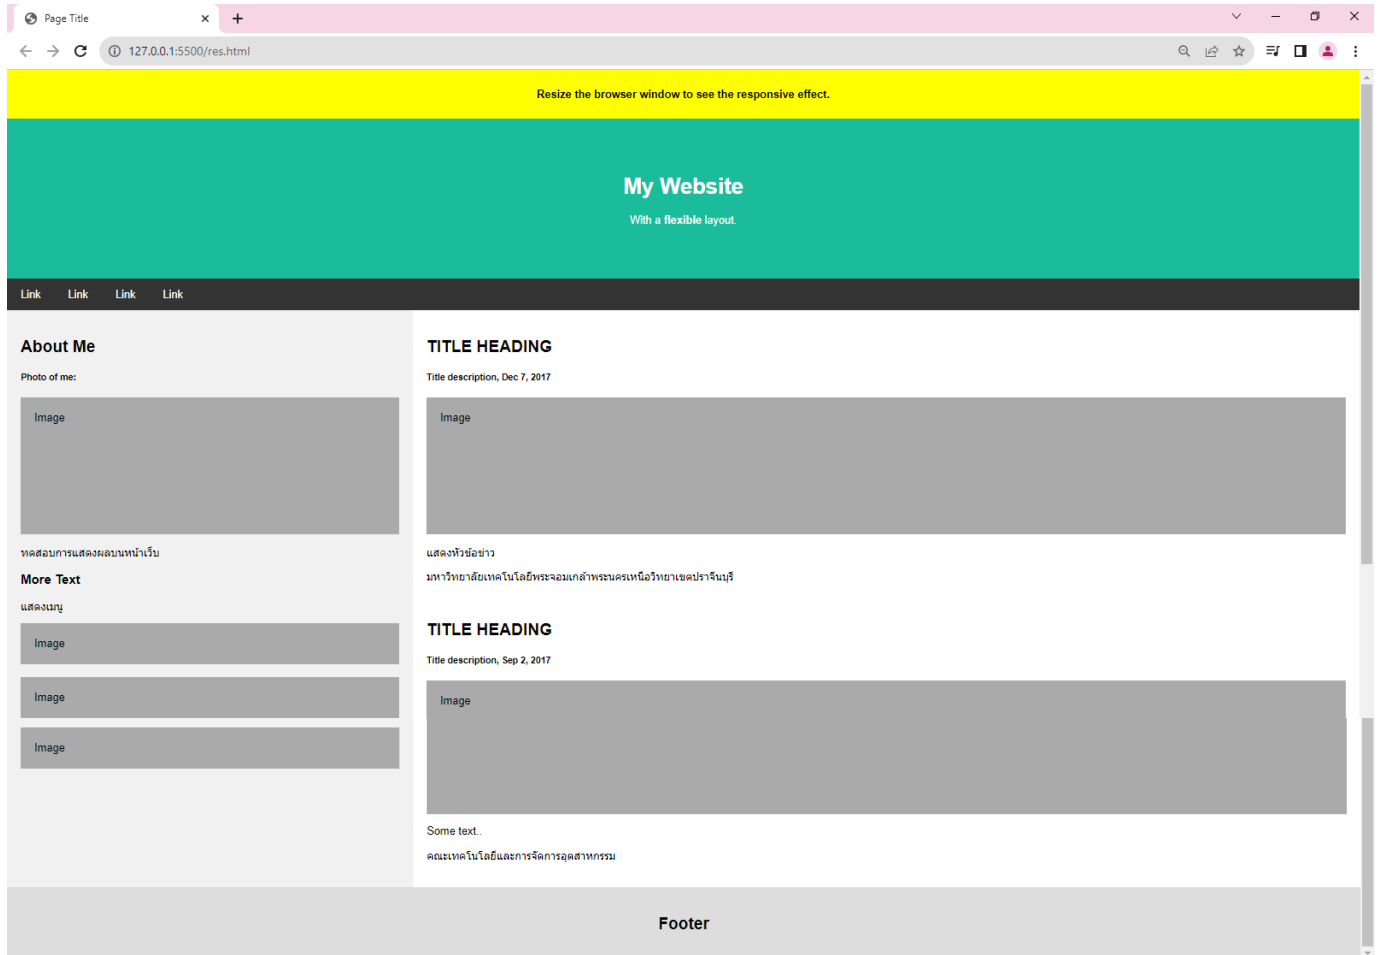 Page Title
127.0.0.1:5500/res.html
Resize the browser window to see the responsive effect.
My Website
With a flexible layout.
Link Link Link Link
About Me
Photo of me:
Image
ทดสอบการแสดงผลบนหน้าเว็บ
More Text
แสดงเมนู
Image
Image
Image
TITLE HEADING
Title description, Dec 7, 2017
Image
แสดงหัวข้อข่าว
มหาวิทยาลัยเทคโนโลยีพระจอมเกล้าพระนครเหนือวิทยาเขตปราจีนบุรี
TITLE HEADING
Title description, Sep 2, 2017
Image
Some text..
คณะเทคโนโลยีและการจัดการอุตสาหกรรม
Footer